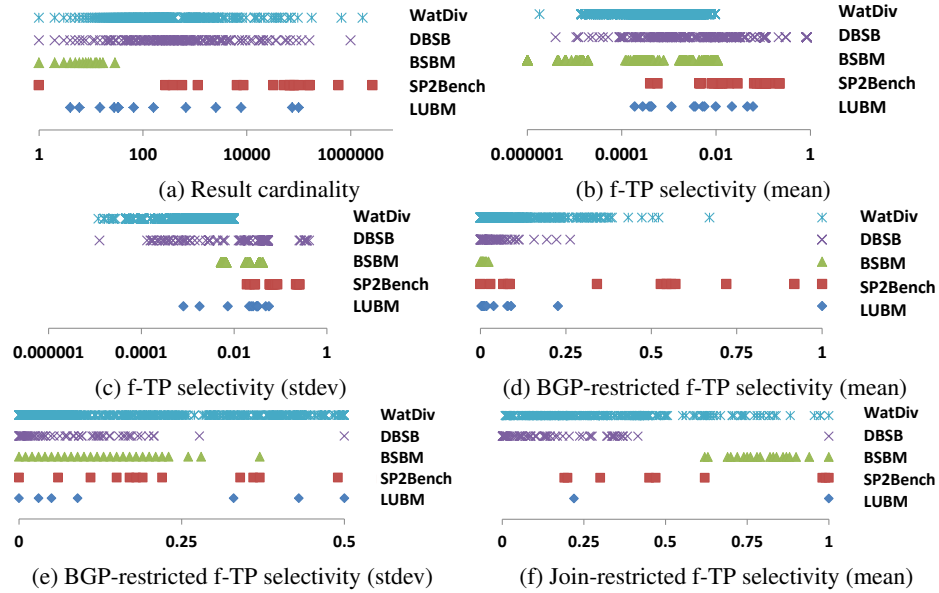 WatDiv
DBSB
BSBM
SP2Bench
LUBM
1 100 10000 1000000
(a) Result cardinality
WatDiv
DBSB
BSBM
SP2Bench
LUBM
0.000001 0.0001 0.01 1
(b) f-TP selectivity (mean)
WatDiv
DBSB
BSBM
SP2Bench
LUBM
0.000001 0.0001 0.01 1
(c) f-TP selectivity (stdev)
WatDiv
DBSB
BSBM
SP2Bench
LUBM
0 0.25 0.5 0.75 1
(d) BGP-restricted f-TP selectivity (mean)
WatDiv
DBSB
BSBM
SP2Bench
LUBM
0 0.25 0.5
(e) BGP-restricted f-TP selectivity (stdev)
WatDiv
DBSB
BSBM
SP2Bench
LUBM
0 0.25 0.5 0.75 1
(f) Join-restricted f-TP selectivity (mean)